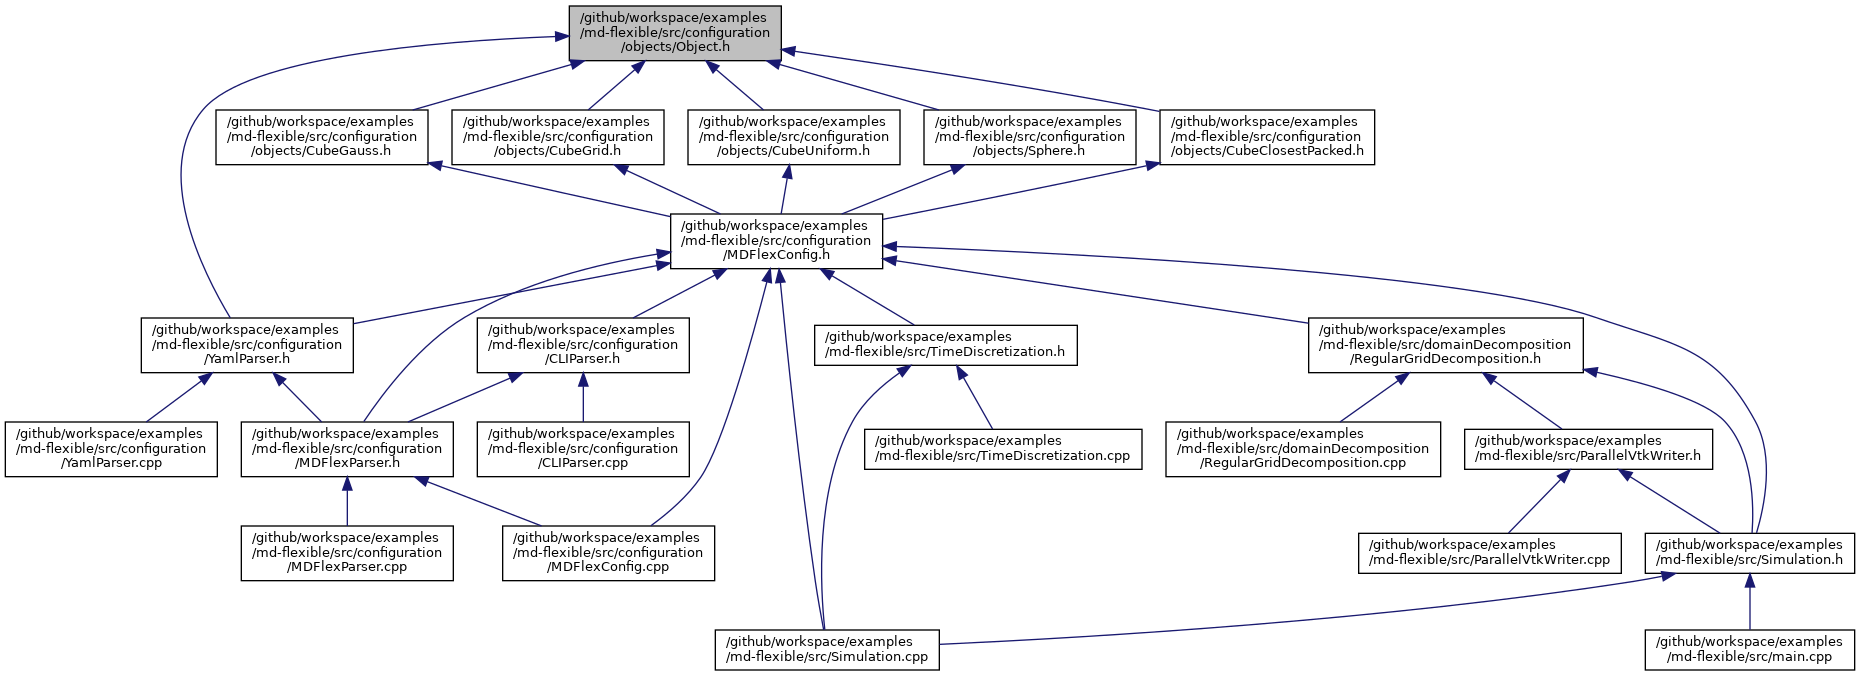 /github/workspace/examples
/md-flexible/src/configuration
/objects/Object.h
/github/workspace/examples
/md-flexible/src/configuration
/objects/CubeGauss.h
/github/workspace/examples
/md-flexible/src/configuration
/objects/CubeGrid.h
/github/workspace/examples
/md-flexible/src/configuration
/objects/CubeUniform.h
/github/workspace/examples
/md-flexible/src/configuration
/objects/Sphere.h
/github/workspace/examples
/md-flexible/src/configuration
/objects/CubeClosestPacked.h
/github/workspace/examples
/md-flexible/src/configuration
/MDFlexConfig.h
/github/workspace/examples
/md-flexible/src/configuration
/YamlParser.h
/github/workspace/examples
/md-flexible/src/configuration
/CLIParser.h
/github/workspace/examples
/md-flexible/src/TimeDiscretization.h
/github/workspace/examples
/md-flexible/src/domainDecomposition
/RegularGridDecomposition.h
/github/workspace/examples
/md-flexible/src/configuration
/YamlParser.cpp
/github/workspace/examples
/md-flexible/src/configuration
/MDFlexParser.h
/github/workspace/examples
/md-flexible/src/configuration
/CLIParser.cpp
/github/workspace/examples
/md-flexible/src/TimeDiscretization.cpp
/github/workspace/examples
/md-flexible/src/domainDecomposition
/RegularGridDecomposition.cpp
/github/workspace/examples
/md-flexible/src/ParallelVtkWriter.h
/github/workspace/examples
/md-flexible/src/configuration
/MDFlexParser.cpp
/github/workspace/examples
/md-flexible/src/configuration
/MDFlexConfig.cpp
/github/workspace/examples
/md-flexible/src/ParallelVtkWriter.cpp
/github/workspace/examples
/md-flexible/src/Simulation.h
/github/workspace/examples
/md-flexible/src/Simulation.cpp
/github/workspace/examples
/md-flexible/src/main.cpp